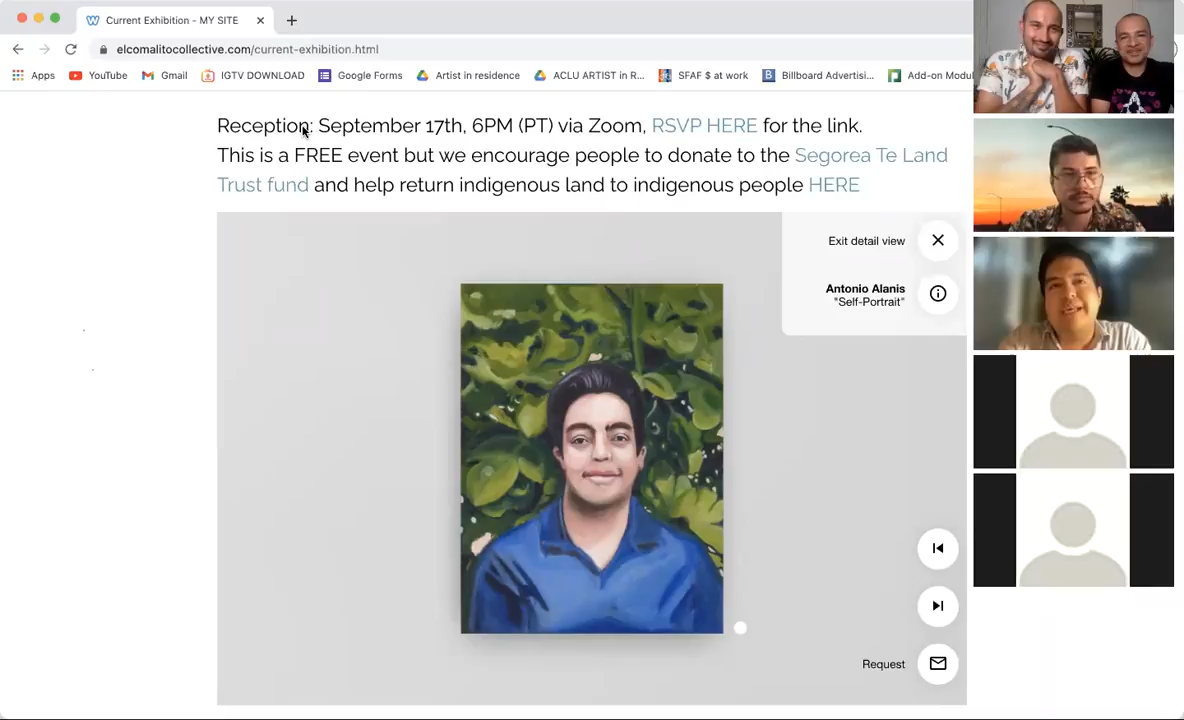 Current Exhibition - MY SITE
elcomalitocollective.com/current-exhibition.html
Apps YouTube Gmail IGTV DOWNLOAD Google Forms Artist in residence ACLU ARTIST in R... SFAF $ at work Billboard Advertisi... Add-on Modul
Reception: September 17th, 6PM (PT) via Zoom, RSVP HERE for the link.
This is a FREE event but we encourage people to donate to the Segorea Te Land
Trust fund and help return indigenous land to indigenous people HERE
Exit detail view
Antonio Alanis
"Self-Portrait"
Request